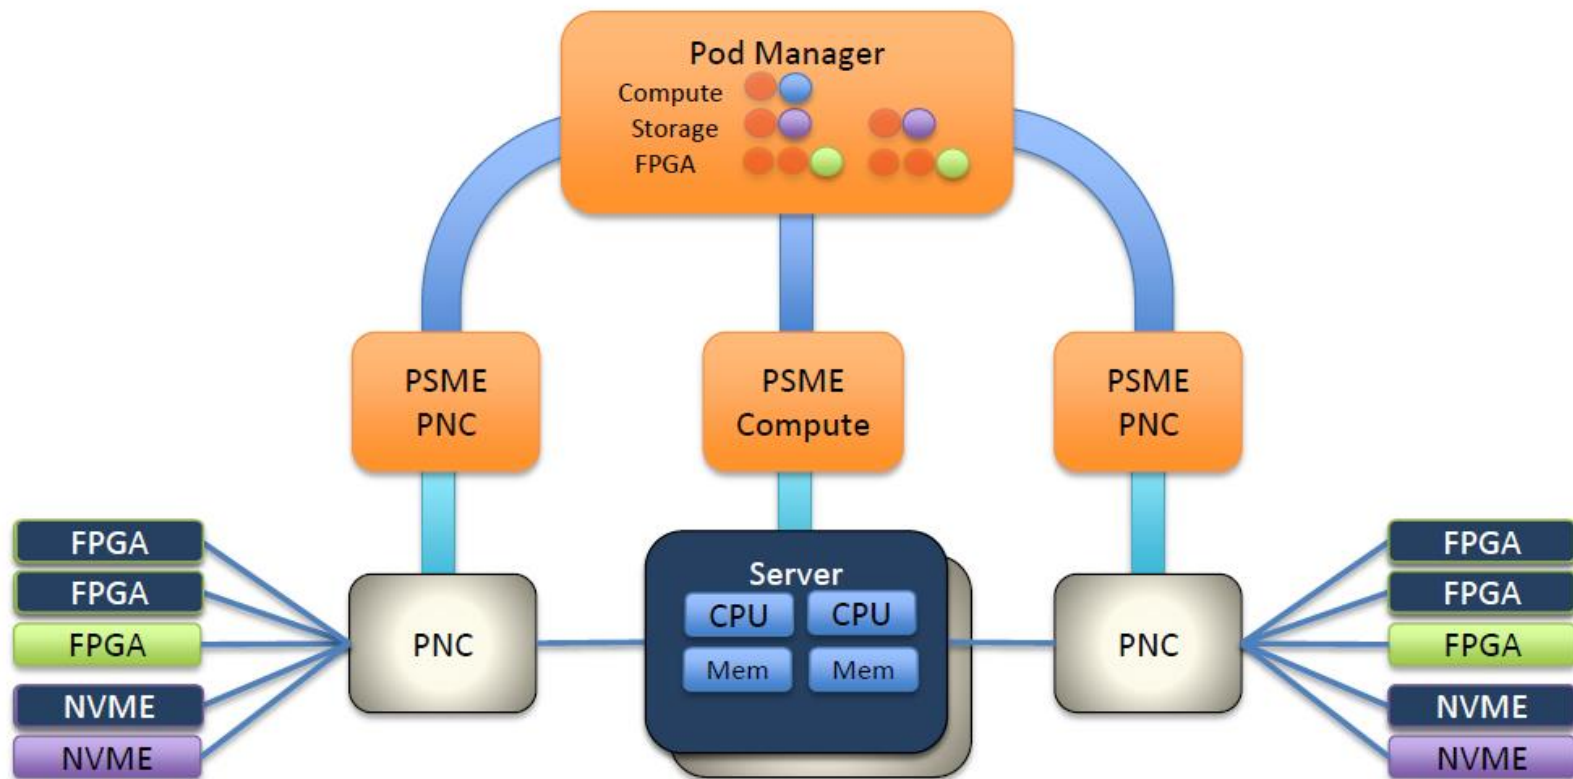 Pod Manager
Compute
Storage
FPGA
PSME
PNC
PSME
Compute
PSME
PNC
FPGA
FPGA
FPGA
NVME
NVME
PNC
Server
CPU
CPU
Mem
Mem
PNC
FPGA
FPGA
FPGA
NVME
NVME